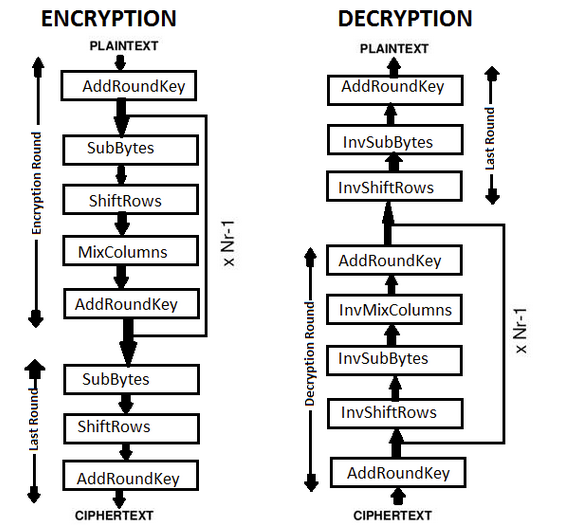 ENCRYPTION
PLAINTEXT
AddRoundKey
SubBytes
ShiftRows
MixColumns
AddRoundKey
SubBytes
ShiftRows
AddRoundKey
CIPHERTEXT
Encryption Round
Last Round
x Nr-1
DECRYPTION
PLAINTEXT
AddRoundKey
InvSubBytes
InvShiftRows
AddRoundKey
InvMixColumns
InvSubBytes
InvShiftRows
AddRoundKey
CIPHERTEXT
Last Round
Decryption Round
x Nr-1